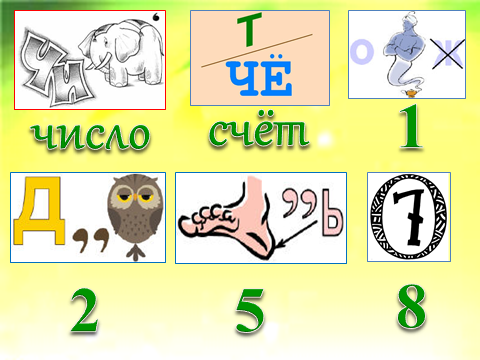 ЧИ ‘
Т
ЧЁ
О Ж
число
счёт
1
Д ,,
,, Ь
7
2
5
8